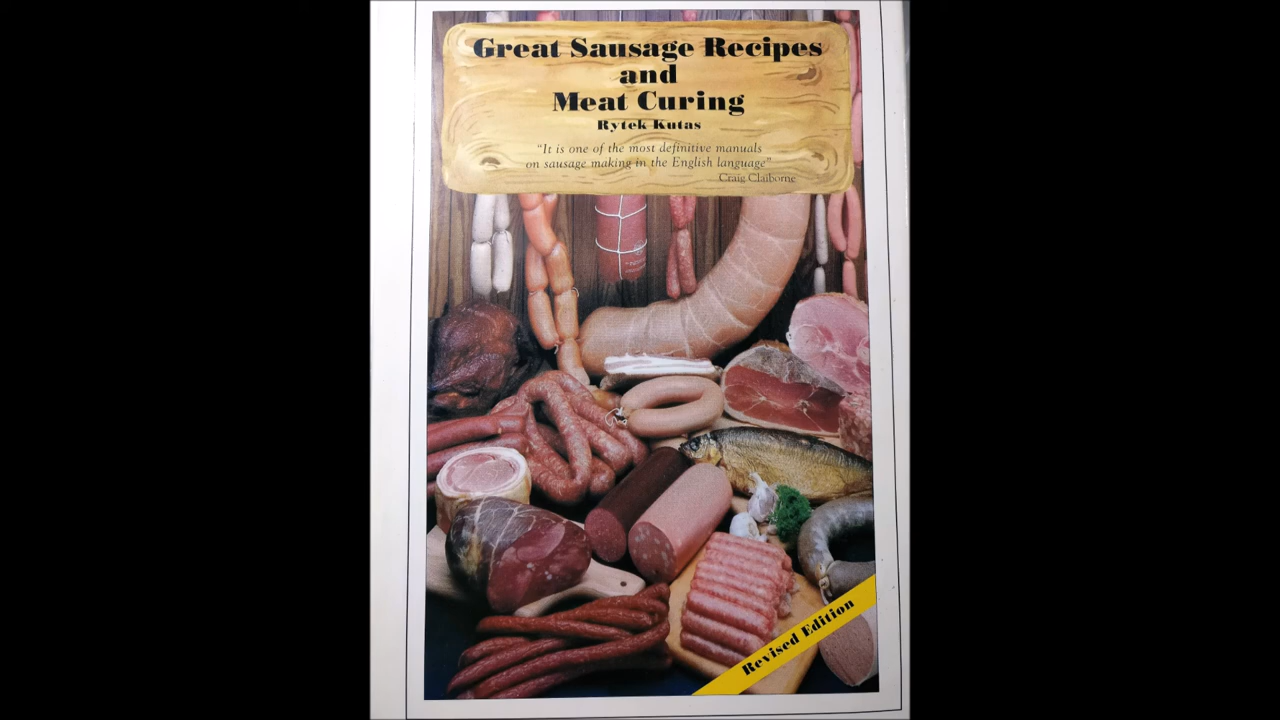 Great Sausage Recipes
and
Meat Curing
Rytek Kutas
“It is one of the most definitive manuals
on sausage making in the English language”
Craig Claiborne
Revised Edition